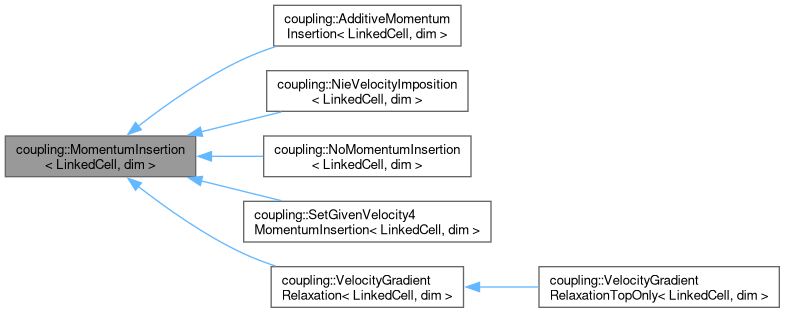 coupling::AdditiveMomentum
Insertion< LinkedCell, dim >
coupling::NieVelocityImposition
< LinkedCell, dim >
coupling::MomentumInsertion
< LinkedCell, dim >
coupling::NoMomentumInsertion
< LinkedCell, dim >
coupling::SetGivenVelocity4
MomentumInsertion< LinkedCell, dim >
coupling::VelocityGradient
Relaxation< LinkedCell, dim >
coupling::VelocityGradient
RelaxationTopOnly< LinkedCell, dim >